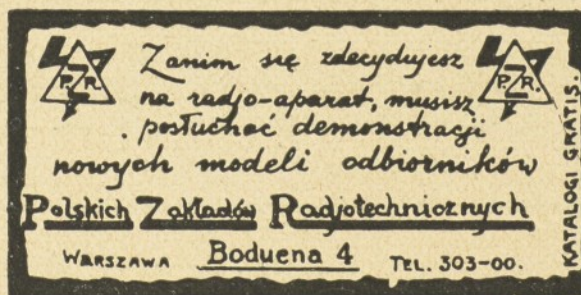 P.Z.R.
Zanim się zdecydujesz
na radjo-aparat, musisz
posłuchać demonstracji
nowych modeli odbiorników
Polskich Zakładów Radjotechnicznych
Warszawa Boduena 4 Tel. 303-00.
P.Z.R.
KATALOGI GRATIS.